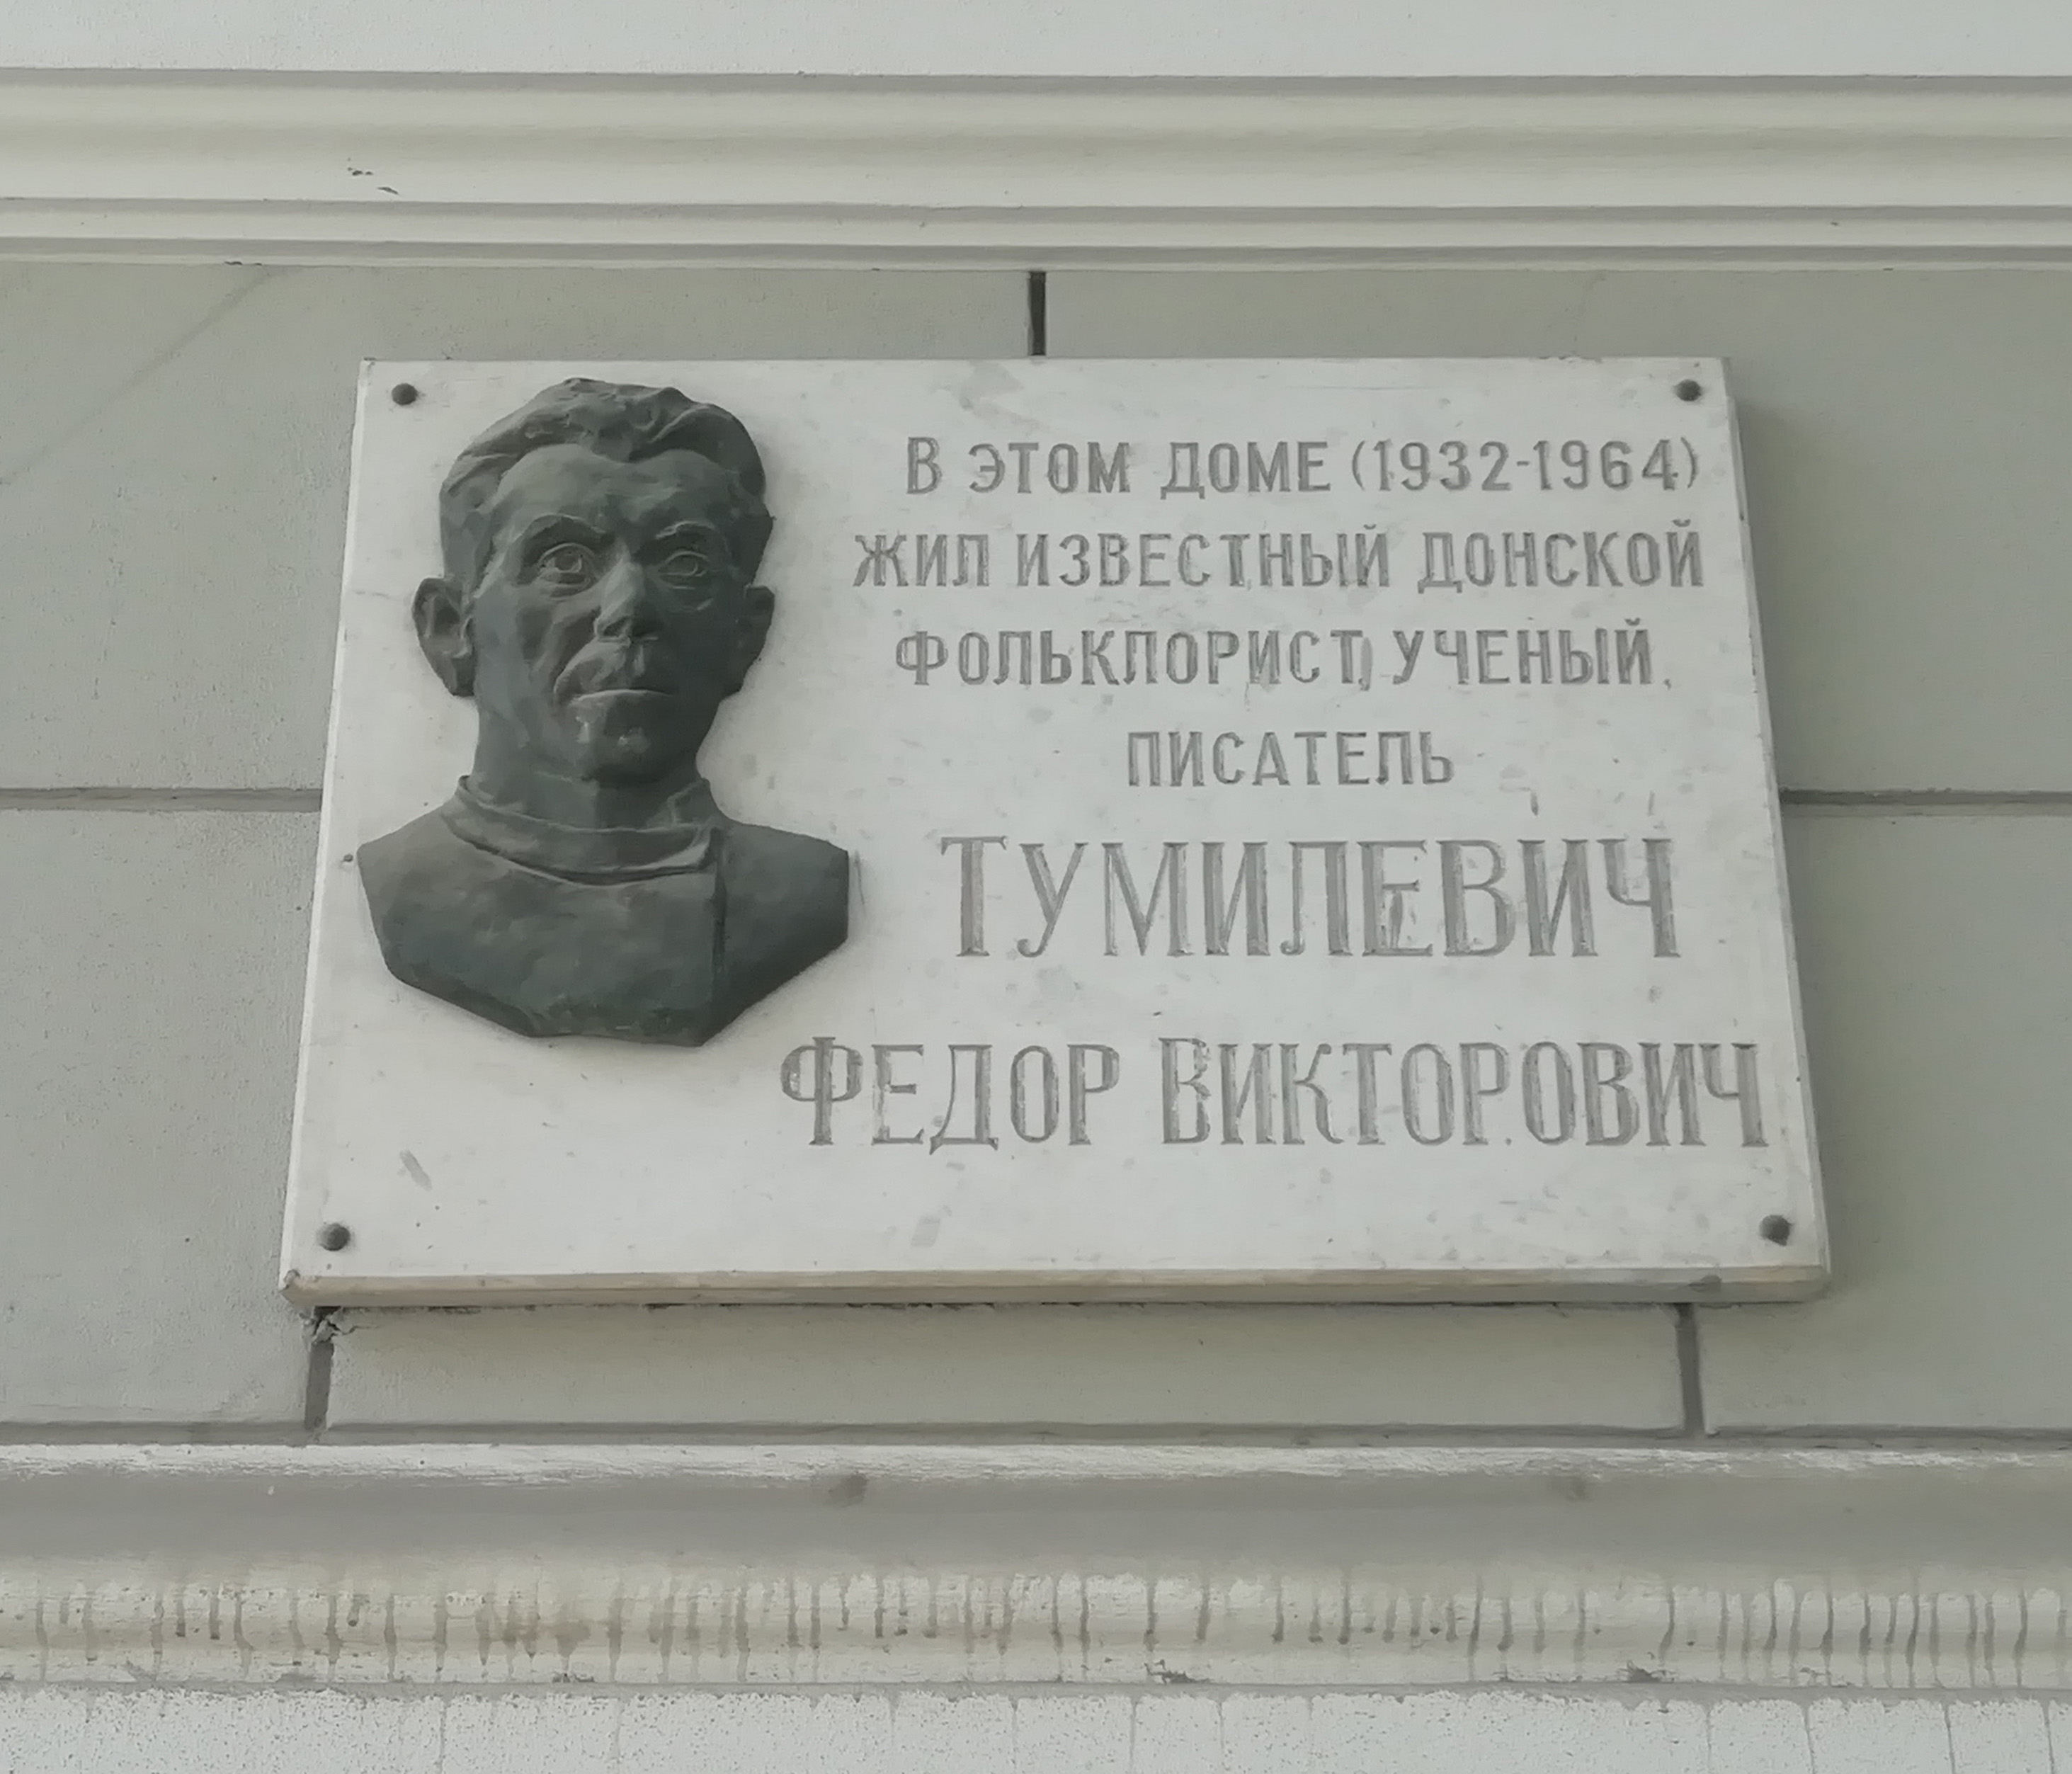 В ЭТОМ ДОМЕ (1932-1964)
ЖИЛ ИЗВЕСТНЫЙ ДОНСКОЙ
ФОЛЬКЛОРИСТ, УЧЕНЫЙ,
ПИСАТЕЛЬ
ТУМИЛЕВИЧ
ФЕДОР ВИКТОРОВИЧ